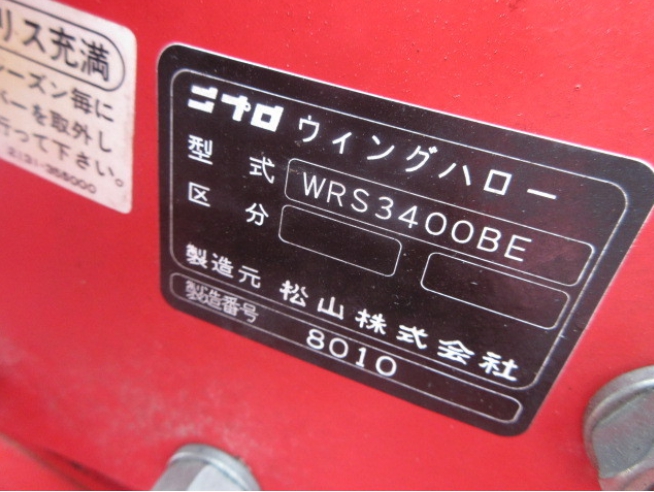 リス充満
シーズン毎に
バーを取外し
行って下さい。
ニプロ ウィングハロー
型式 WRS3400BE
区分
製造元 松山株式会社
製造番号
8010